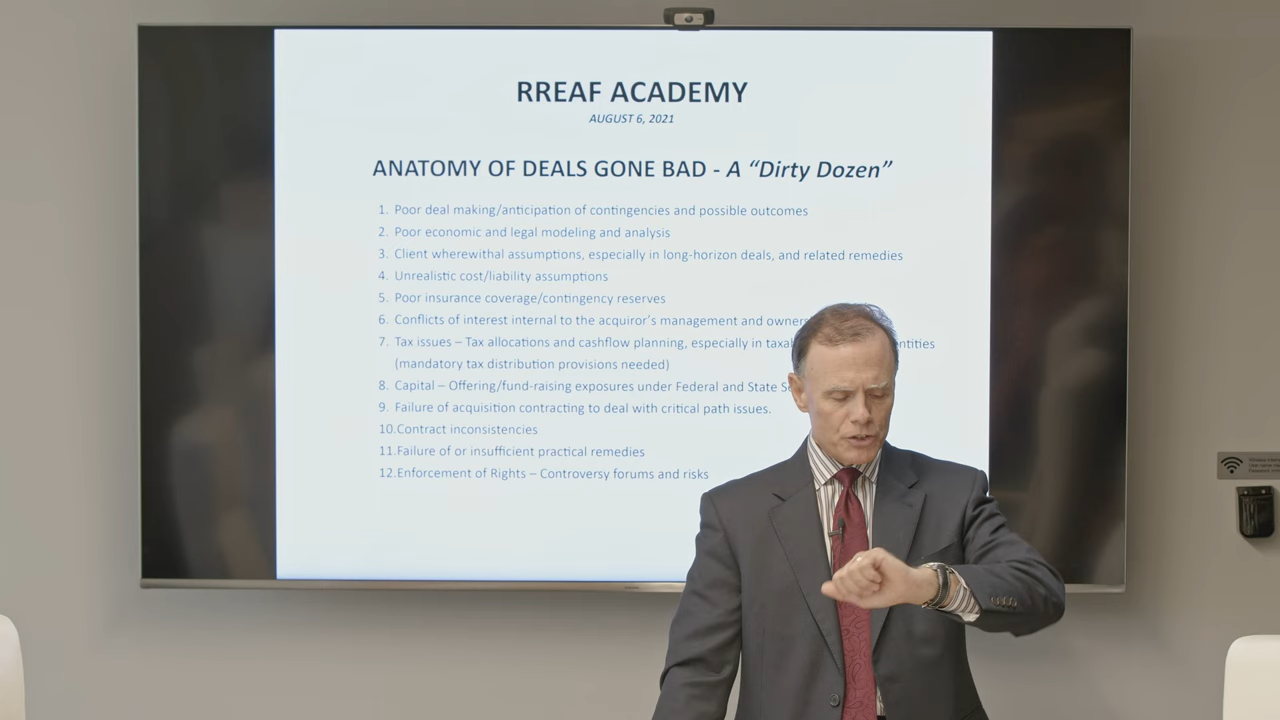 RREAF ACADEMY
AUGUST 6, 2021
ANATOMY OF DEALS GONE BAD - A “Dirty Dozen”
1. Poor deal making/anticipation of contingencies and possible outcomes
2. Poor economic and legal modeling and analysis
3. Client wherewithal assumptions, especially in long-horizon deals, and related remedies
4. Unrealistic cost/liability assumptions
5. Poor insurance coverage/contingency reserves
6. Conflicts of interest internal to the acquiror’s management and
7. Tax issues – Tax allocations and cashflow planning, especially in
(mandatory tax distribution provisions needed)
8. Capital – Offering/fund-raising exposures under Federal and State
9. Failure of acquisition contracting to deal with critical path issues.
10.Contract inconsistencies
11.Failure of or insufficient practical remedies
12.Enforcement of Rights – Controversy forums and risks